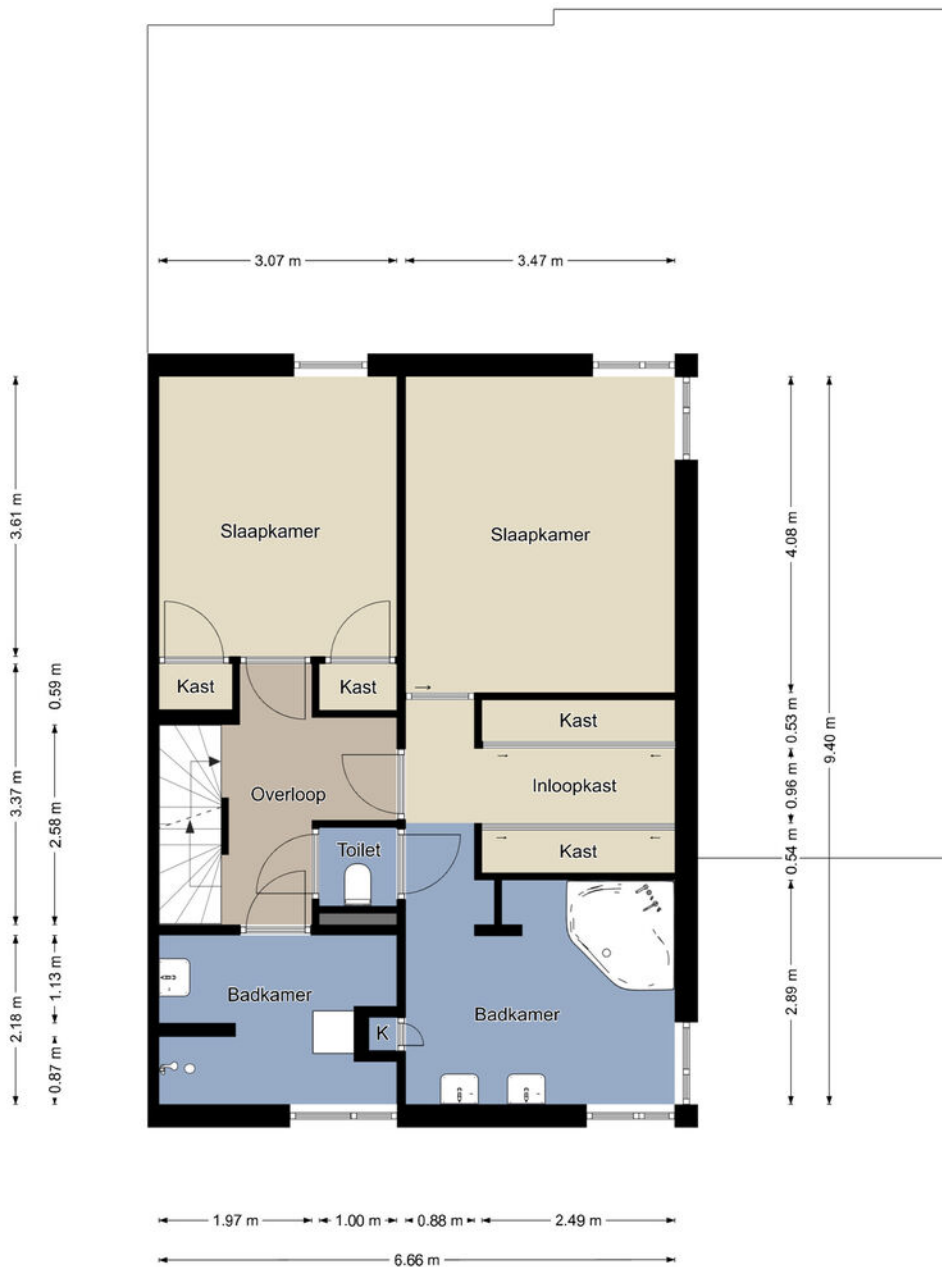 3.07 m
3.47 m
3.61 m
4.08 m
Slaapkamer
Slaapkamer
Kast
Kast
0.59 m
Kast
0.53 m
9.40 m
3.37 m
2.58 m
Overloop
Inloopkast
0.96 m
Toilet
Kast
0.54 m
2.18 m
1.13 m
Badkamer
Badkamer
2.89 m
K
0.87 m
1.97 m
1.00 m
0.88 m
2.49 m
6.66 m